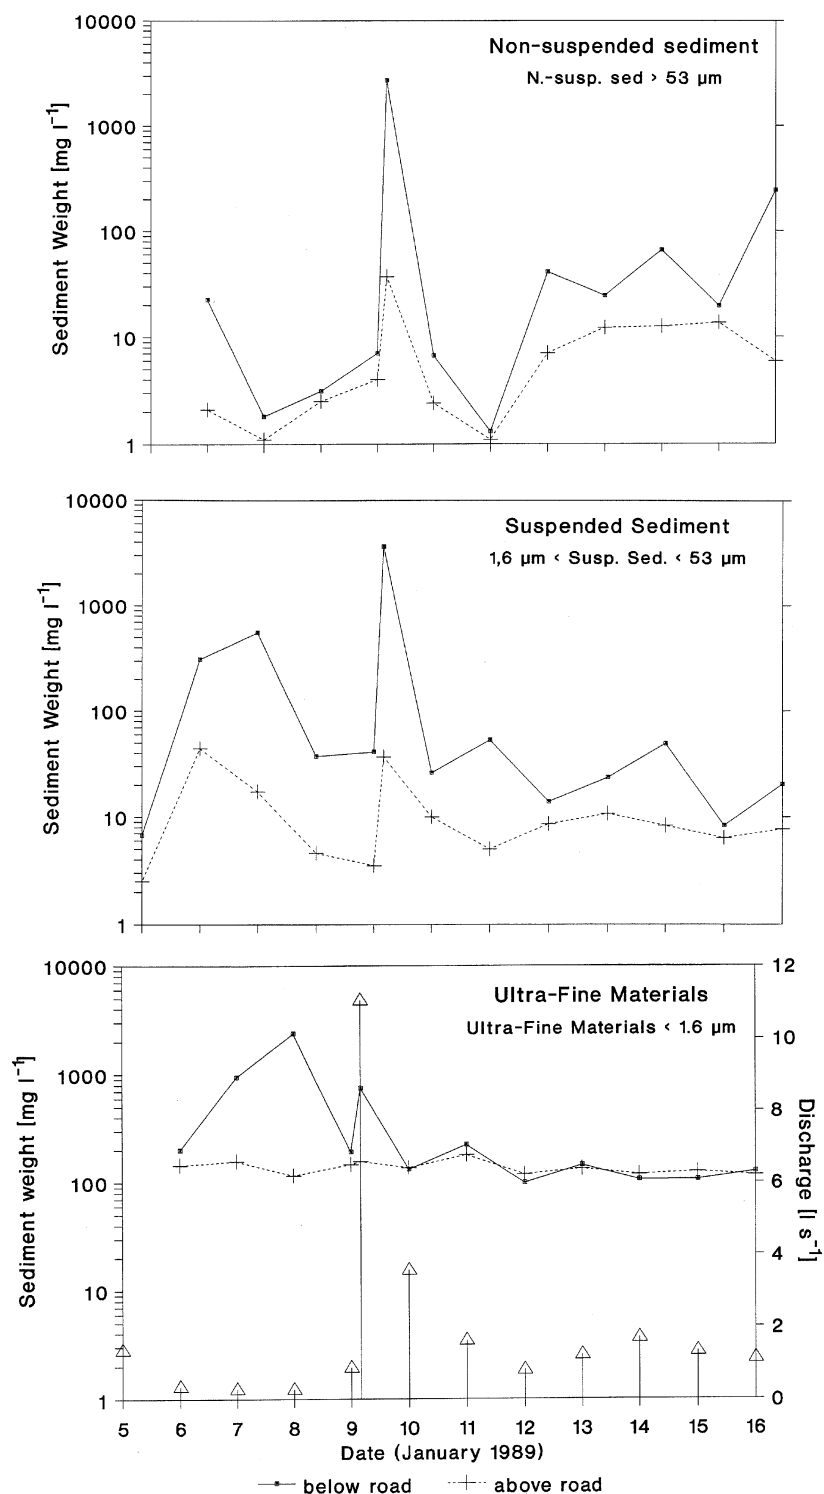 Non-suspended sediment
N.-susp. sed > 53 µm
Sediment Weight [mg l⁻¹]
10000
1000
100
10
1
Suspended Sediment
1,6 µm < Susp. Sed. < 53 µm
Sediment Weight [mg l⁻¹]
10000
1000
100
10
1
Ultra-Fine Materials
Ultra-Fine Materials < 1.6 µm
Sediment weight [mg l⁻¹]
10000
1000
100
10
1
12
10
8
6
4
2
0
Discharge [l s⁻¹]
5 6 7 8 9 10 11 12 13 14 15 16
Date (January 1989)
below road above road